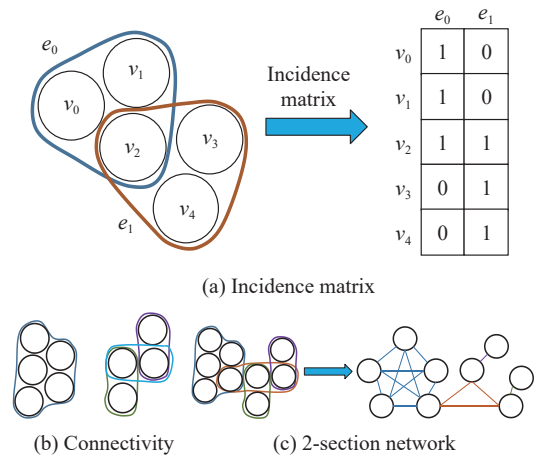 e₀ e₁
e₀
v₁
v₀
v₂
v₃
v₄
e₁
Incidence
matrix
v₀ 1 0
v₁ 1 0
v₂ 1 1
v₃ 0 1
v₄ 0 1
(a) Incidence matrix
(b) Connectivity
(c) 2-section network